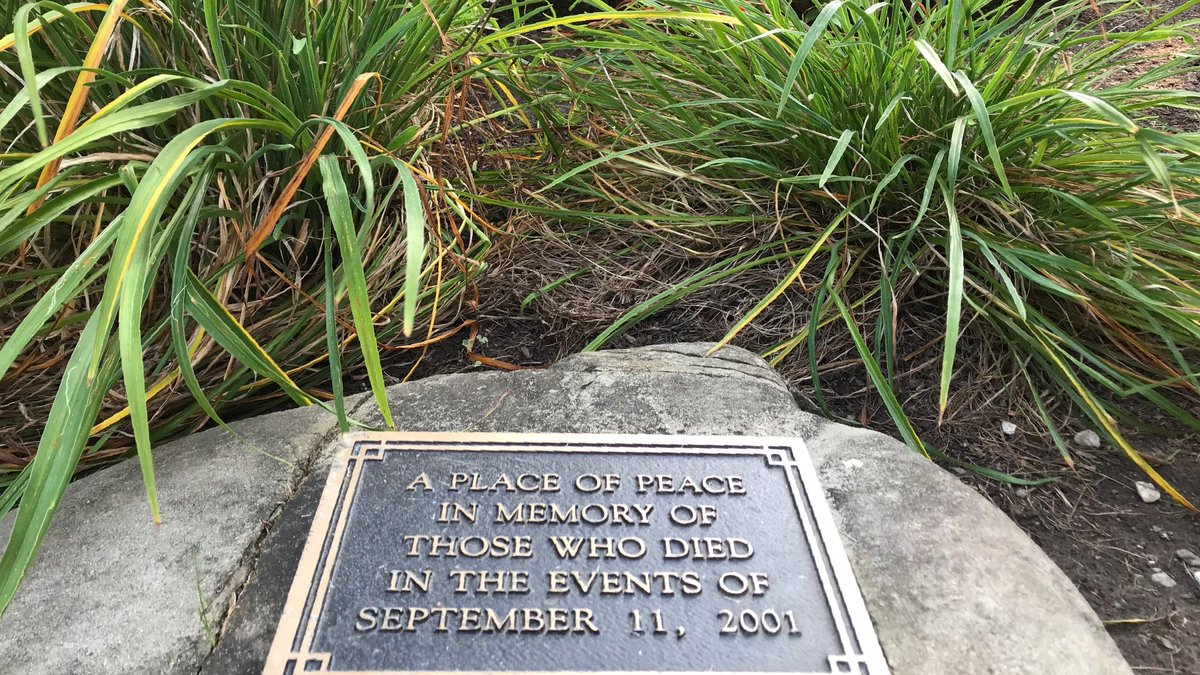 A PLACE OF PEACE
IN MEMORY OF
THOSE WHO DIED
IN THE EVENTS OF
SEPTEMBER 11, 2001